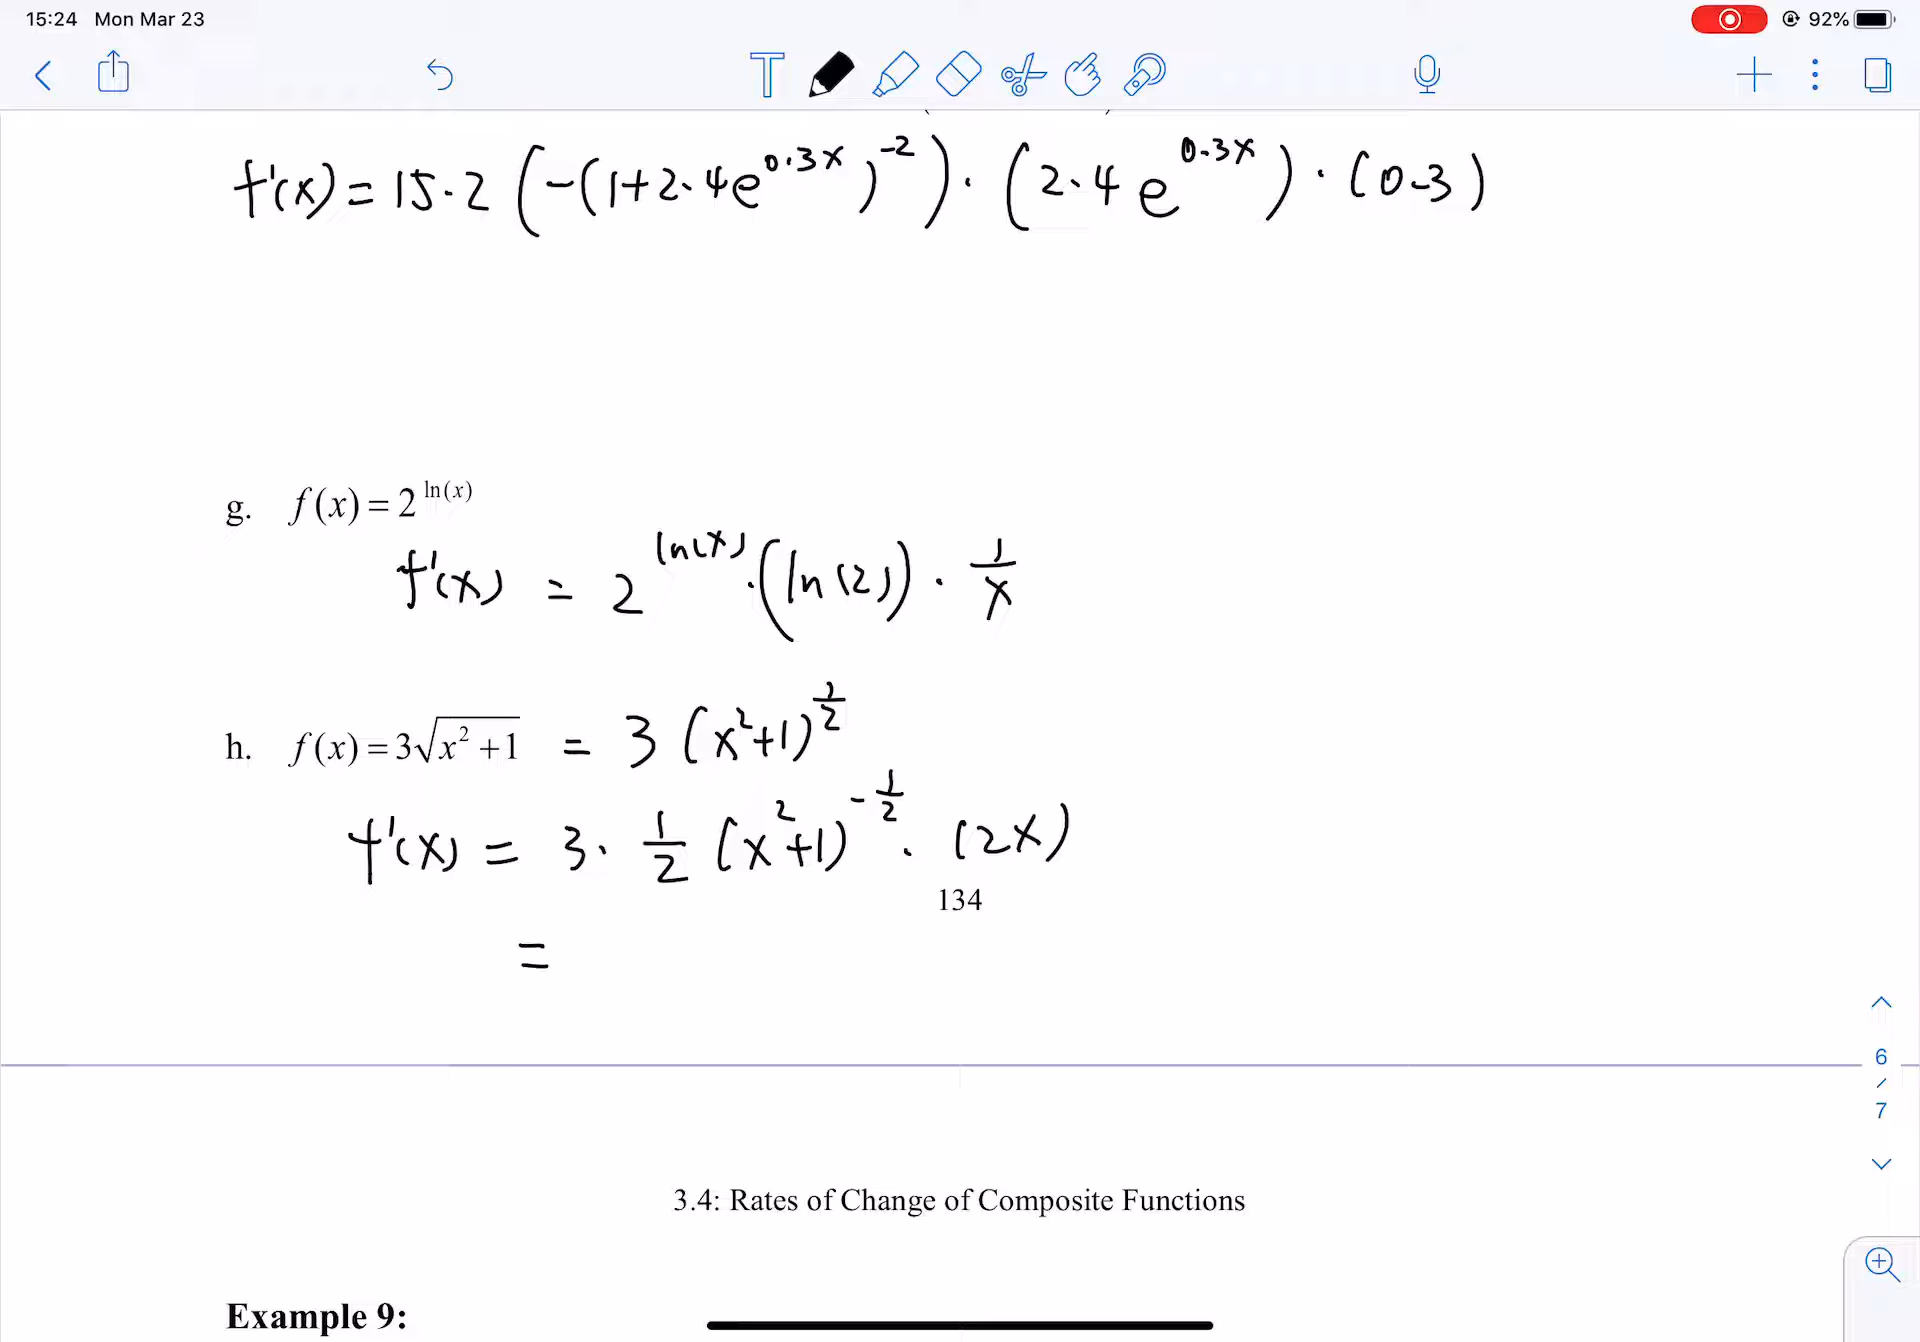 15:24 Mon Mar 23 92%
f'(x) = 15.2 (-(1+2.4e^{0.3x})^{-2}) · (2.4e^{0.3x}) · (0.3)
g. f(x) = 2^{ln(x)}
f'(x) = 2^{ln(x)} · (ln(2)) · 1/x
h. f(x) = 3√(x² + 1) = 3 (x²+1)^{1/2}
f'(x) = 3 · 1/2 (x²+1)^{-1/2} · (2x)
134
=
6
/
7
3.4: Rates of Change of Composite Functions
Example 9: